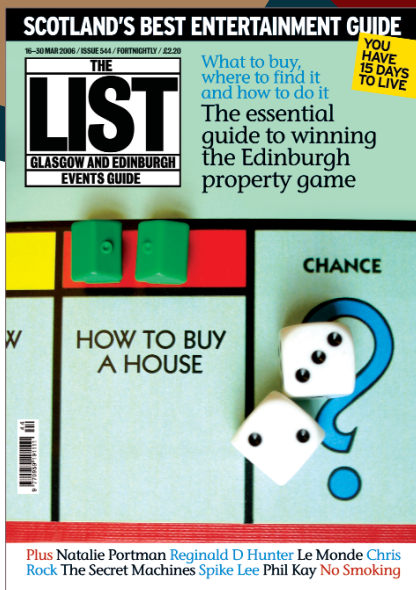 SCOTLAND'S BEST ENTERTAINMENT GUIDE
16–30 MAR 2006 / ISSUE 544 / FORTNIGHTLY / £2.20
THE
LIST
GLASGOW AND EDINBURGH
EVENTS GUIDE
What to buy,
where to find it
and how to do it
The essential
guide to winning
the Edinburgh
property game
YOU
HAVE
15 DAYS
TO LIVE
CHANCE
W
HOW TO BUY
A HOUSE
Plus Natalie Portman Reginald D Hunter Le Monde Chris
Rock The Secret Machines Spike Lee Phil Kay No Smoking